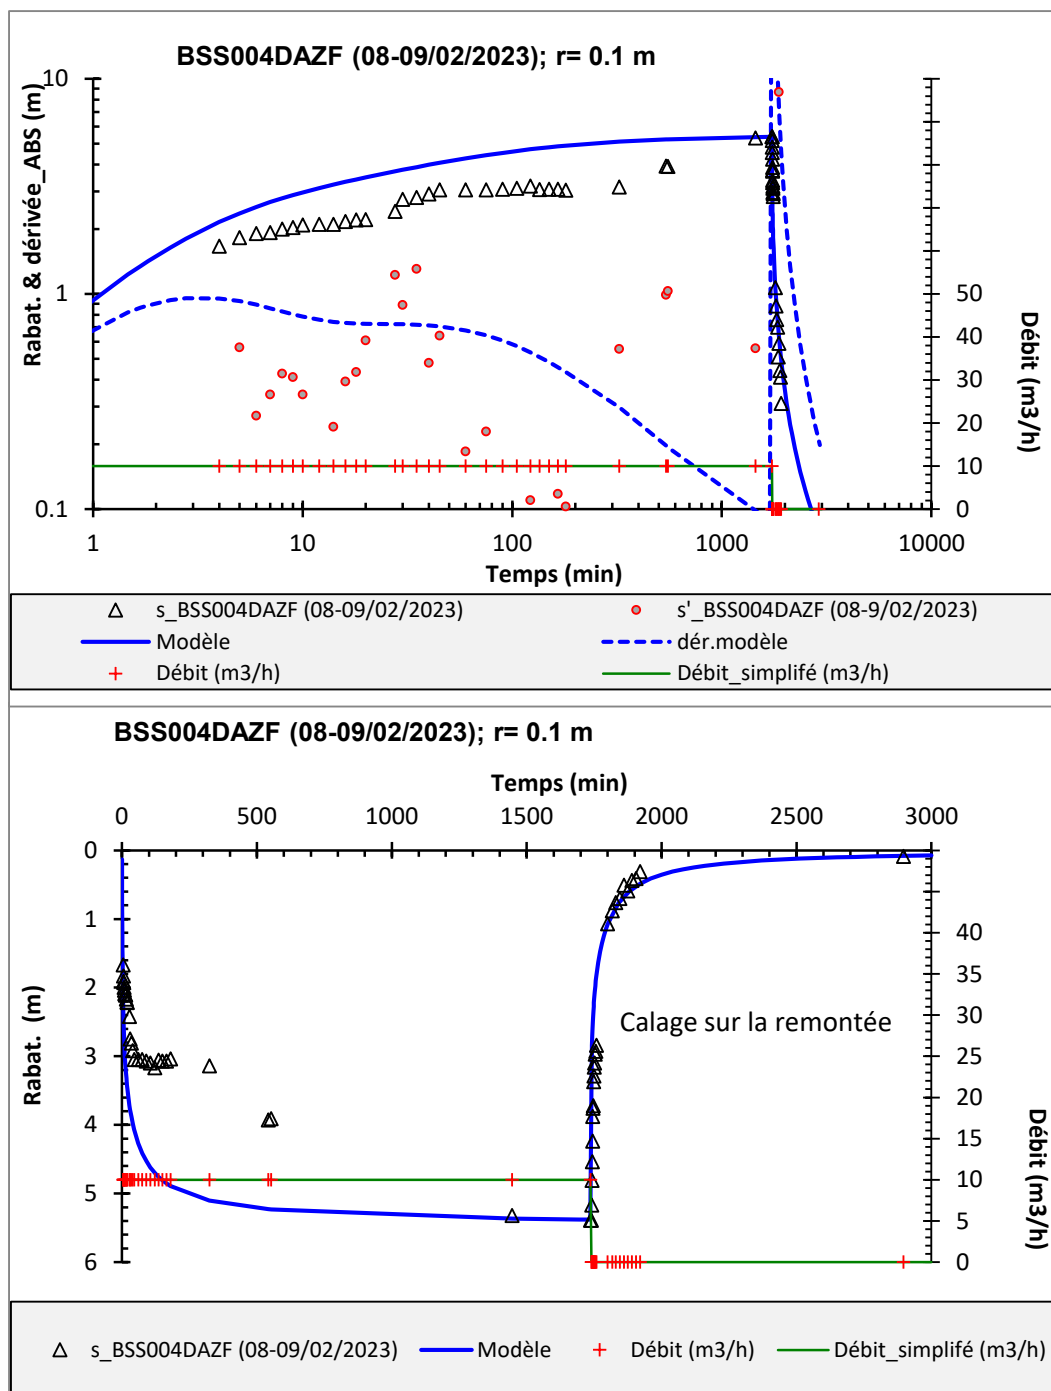 BSS004DAZF (08-09/02/2023); r= 0.1 m
10
1
0.1
Rabat. & dérivée_ABS (m)
50
40
30
20
10
0
Débit (m3/h)
1 10 100 1000 10000
Temps (min)
s_BSS004DAZF (08-09/02/2023) s'_BSS004DAZF (08-9/02/2023)
Modèle dér.modèle
Débit (m3/h) Débit_simplifé (m3/h)
BSS004DAZF (08-09/02/2023); r= 0.1 m
Temps (min)
0 500 1000 1500 2000 2500 3000
0
1
2
3
4
5
6
Rabat. (m)
Calage sur la remontée
40
35
30
25
20
15
10
5
0
Débit (m3/h)
s_BSS004DAZF (08-09/02/2023) Modèle Débit (m3/h) Débit_simplifé (m3/h)